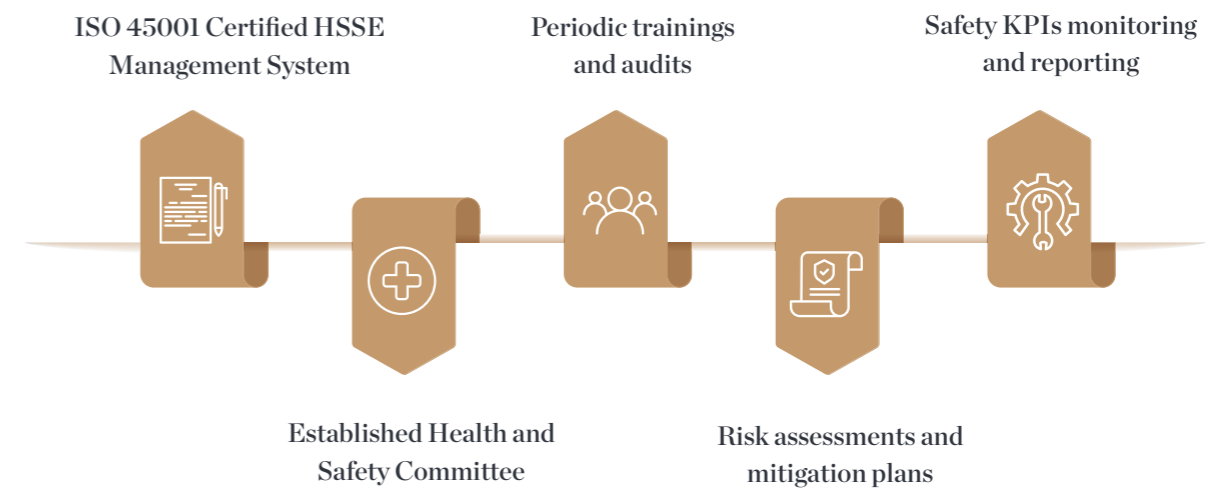 ISO 45001 Certified HSSE
Management System
Established Health and
Safety Committee
Periodic trainings
and audits
Risk assessments and
mitigation plans
Safety KPIs monitoring
and reporting